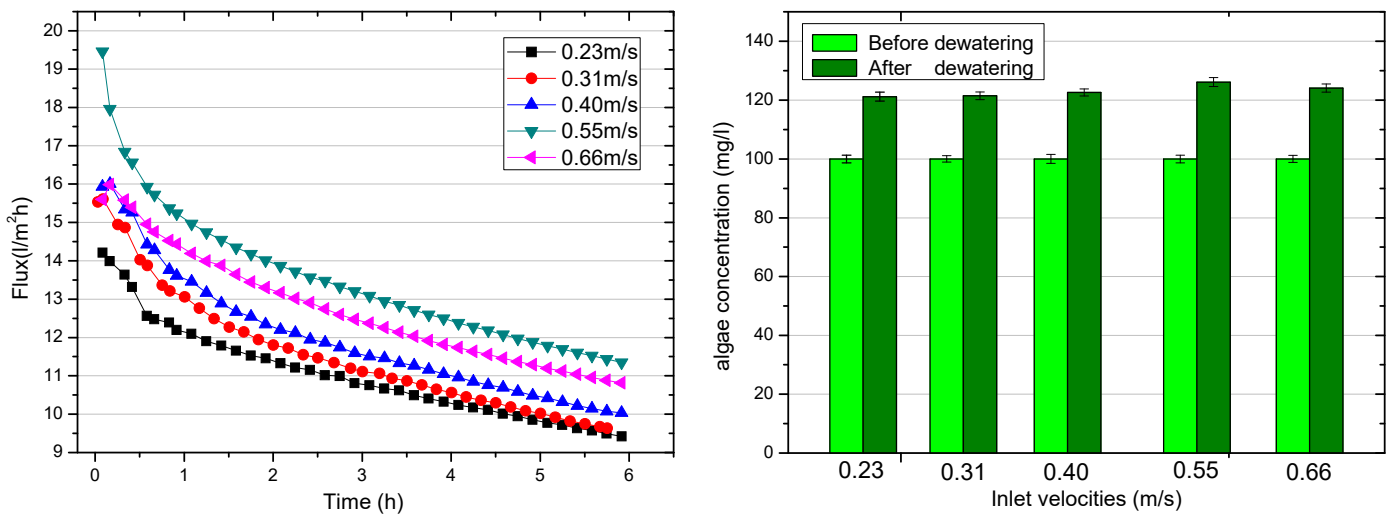 20
19
18
17
16
15
14
13
12
11
10
9
Flux(l/m²h)
0.23m/s
0.31m/s
0.40m/s
0.55m/s
0.66m/s
0 1 2 3 4 5 6
Time (h)
140
120
100
80
60
40
20
0
algae concentration (mg/l)
Before dewatering
After dewatering
0.23 0.31 0.40 0.55 0.66
Inlet velocities (m/s)